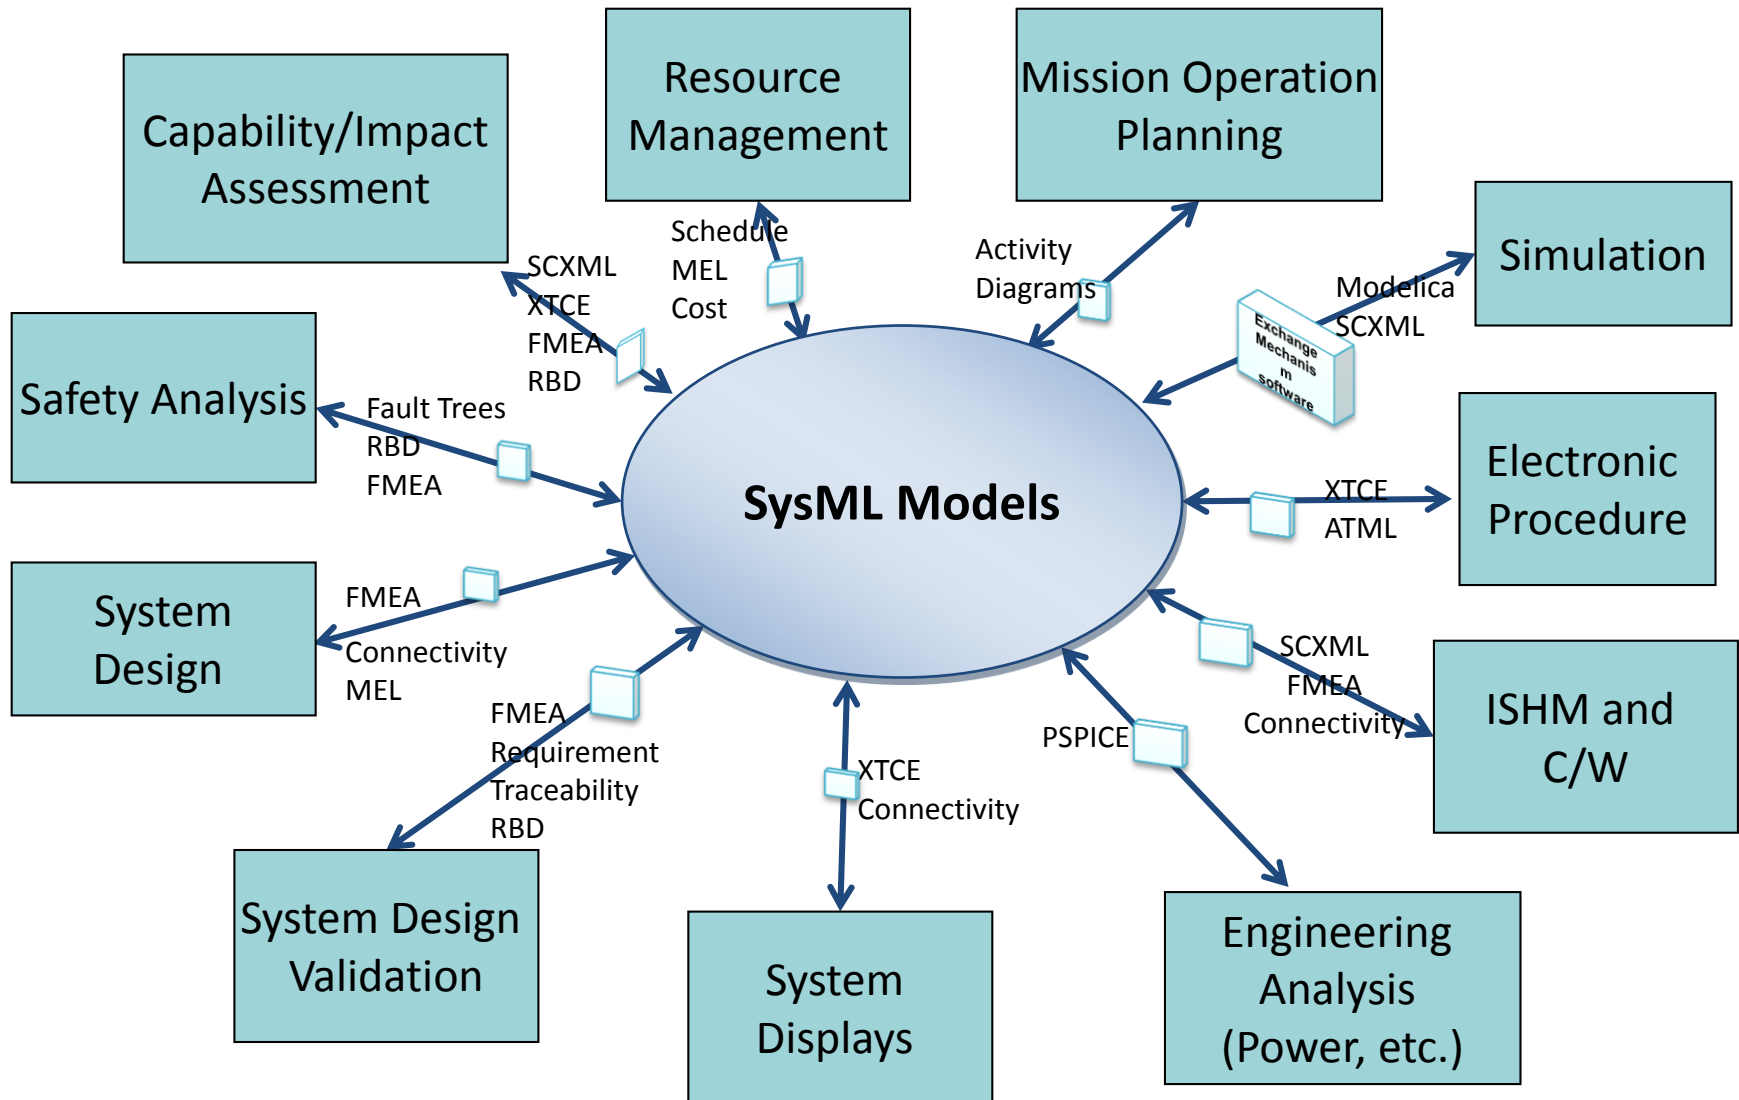 Resource
Management
Mission Operation
Planning
Capability/Impact
Assessment
Simulation
Schedule
MEL
Cost
Activity
Diagrams
SCXML
XTCE
FMEA
RBD
Modelica
SCXML
Exchange
Mechanis
m
software
Safety Analysis
Fault Trees
RBD
FMEA
SysML Models
XTCE
ATML
Electronic
Procedure
System
Design
FMEA
Connectivity
MEL
SCXML
FMEA
Connectivity
ISHM and
C/W
FMEA
Requirement
Traceability
RBD
PSPICE
XTCE
Connectivity
System Design
Validation
System
Displays
Engineering
Analysis
(Power, etc.)